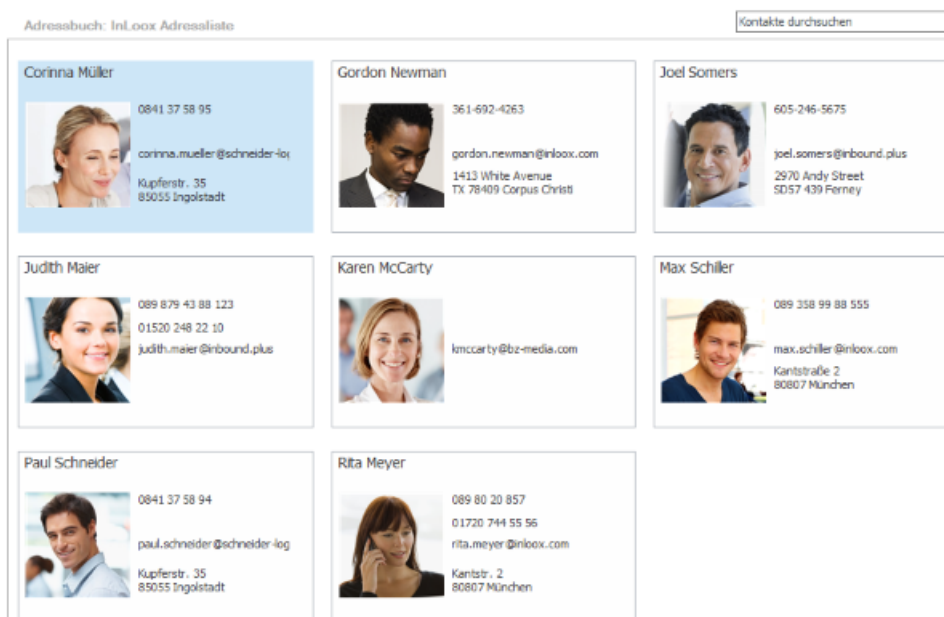 Adressbuch: InLoox Adressliste
Kontakte durchsuchen
Corinna Müller
0841 37 58 95
corinna.mueller@schneider-log
Kupferstr. 35
85055 Ingolstadt
Gordon Newman
361-692-4263
gordon.newman@inloox.com
1413 White Avenue
TX 78409 Corpus Christi
Joel Somers
605-246-5675
joel.somers@inbound.plus
2970 Andy Street
SD57 439 Ferney
Judith Maier
089 879 43 88 123
01520 248 22 10
judith.maier@inbound.plus
Karen McCarty
kmccarty@bz-media.com
Max Schiller
089 358 99 88 555
max.schiller@inloox.com
Kantstraße 2
80807 München
Paul Schneider
0841 37 58 94
paul.schneider@schneider-log
Kupferstr. 35
85055 Ingolstadt
Rita Meyer
089 80 20 857
01720 744 55 56
rita.meyer@inloox.com
Kantstr. 2
80807 München